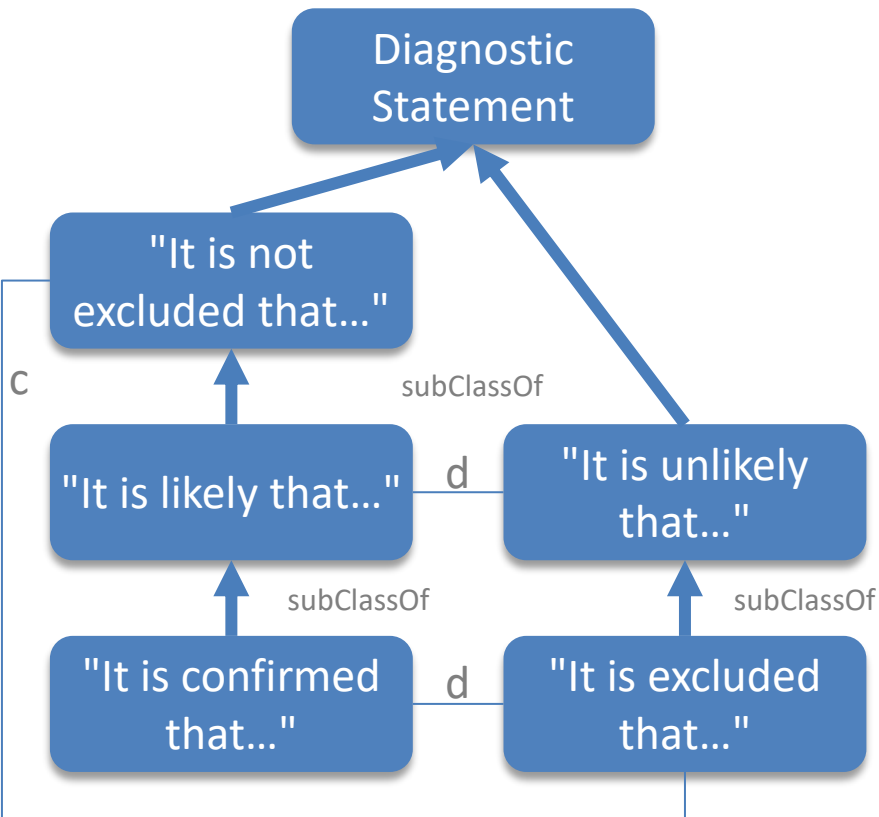 Diagnostic
Statement
"It is not
excluded that..."
c
subClassOf
"It is likely that..."
d
"It is unlikely
that..."
subClassOf
subClassOf
"It is confirmed
that..."
d
"It is excluded
that..."